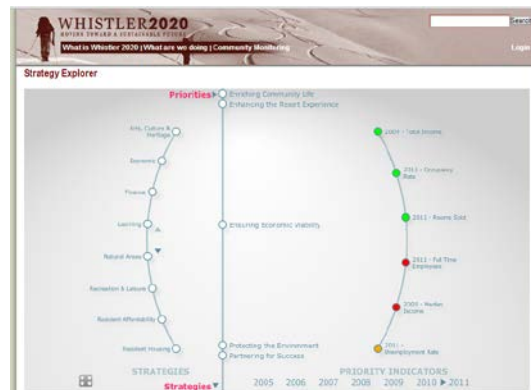 WHISTLER2020
MOVING TOWARD A SUSTAINABLE FUTURE
Search
What is Whistler 2020 | What are we doing | Community Monitoring
Login
Strategy Explorer
Priorities
Enriching Community Life
Enhancing the Resort Experience
Arts, Culture & Heritage
Economic
Finance
Learning
Natural Areas
Recreation & Leisure
Resident Affordability
Resident Housing
Ensuring Economic Viability
Protecting the Environment
Partnering for Success
2009 - Total Income
2011 - Occupancy
Rate
2011 - Rooms Sold
2011 - Full Time
Employees
2009 - Median
Income
2011 -
Unemployment Rate
STRATEGIES
PRIORITY INDICATORS
Strategies
2005 2006 2007 2008 2009 2010 2011